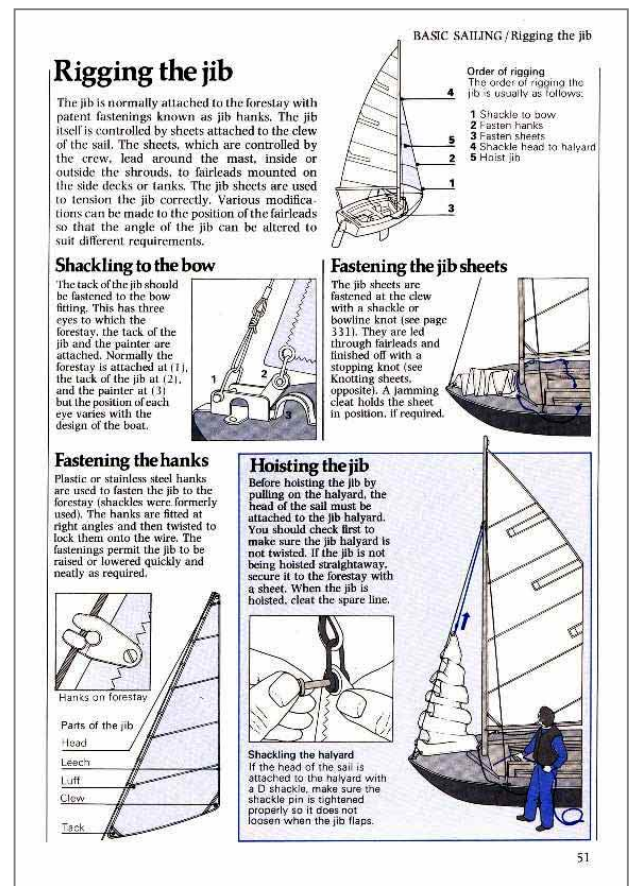 BASIC SAILING/Rigging the jib
Rigging the jib
The jib is normally attached to the forestay with
patent fastenings known as jib hanks. The jib
itself is controlled by sheets attached to the clew
of the sail. The sheets, which are controlled by
the crew, lead around the mast, inside or
outside the shrouds, to fairleads mounted on
the side decks or tanks. The jib sheets are used
to tension the jib correctly. Various modifica-
tions can be made to the position of the fairleads
so that the angle of the jib can be altered to
suit different requirements.
4
5
2
1
3
Order of rigging
The order of rigging the
jib is usually as follows:
1 Shackle to bow
2 Fasten hanks
3 Fasten sheets
4 Shackle head to halyard
5 Hoist jib
Shackling to the bow
The tack of the jib should
be fastened to the bow
fitting. This has three
eyes to which the
forestay, the tack of the
jib and the painter are
attached. Normally the
forestay is attached at (1),
the tack of the jib at (2),
and the painter at (3)
but the position of each
eye varies with the
design of the boat.
1
2
3
Fastening the jib sheets
The jib sheets are
fastened at the clew
with a shackle or
bowline knot (see page
331). They are led
through fairleads and
finished off with a
stopping knot (see
Knotting sheets,
opposite). A jamming
cleat holds the sheet
in position, if required.
Fastening the hanks
Plastic or stainless steel hanks
are used to fasten the jib to the
forestay (shackles were formerly
used). The hanks are fitted at
right angles and then twisted to
lock them onto the wire. The
fastenings permit the jib to be
raised or lowered quickly and
neatly as required.
Hanks on forestay
Parts of the jib
Head
Leech
Luff
Clew
Tack
Hoisting the jib
Before hoisting the jib by
pulling on the halyard, the
head of the sail must be
attached to the jib halyard.
You should check first to
make sure the jib halyard is
not twisted. If the jib is not
being hoisted straightaway,
secure it to the forestay with
a sheet. When the jib is
hoisted, cleat the spare line.
Shackling the halyard
If the head of the sail is
attached to the halyard with
a D shackle, make sure the
shackle pin is tightened
properly so it does not
loosen when the jib flaps.
51